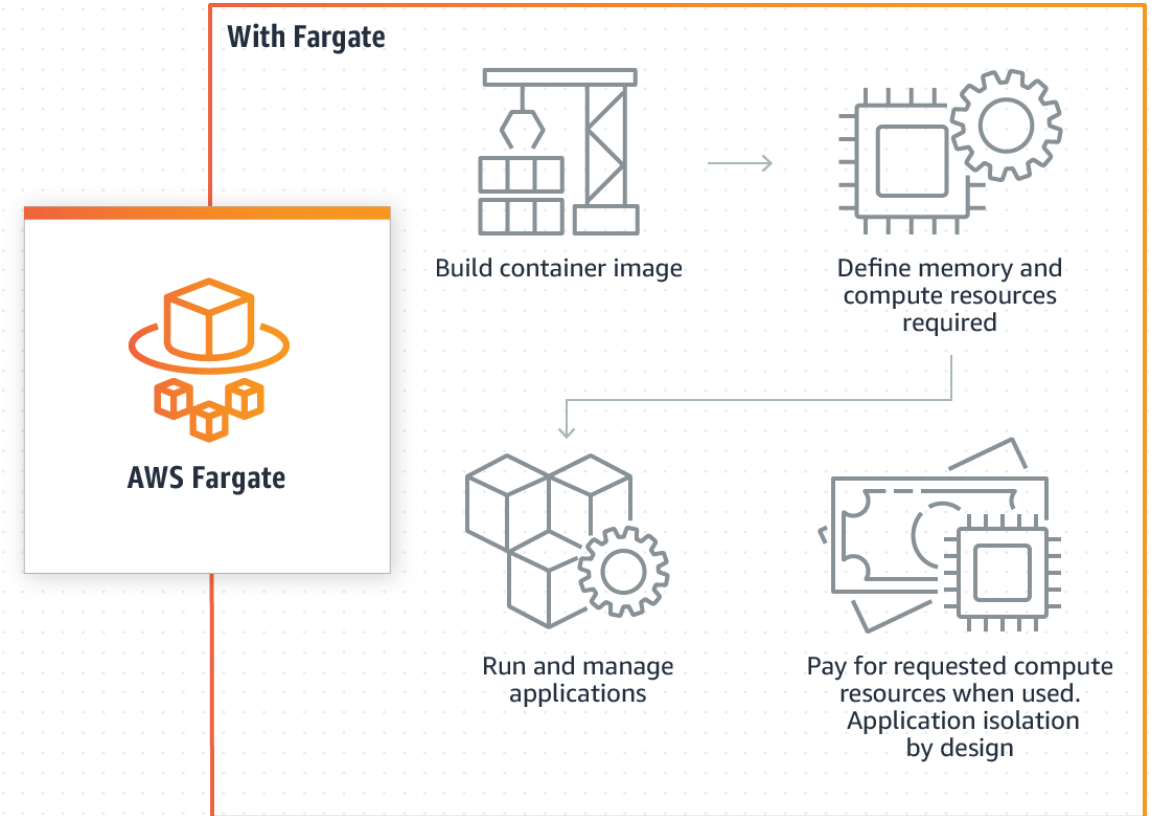 With Fargate
AWS Fargate
Build container image
Define memory and
compute resources
required
Run and manage
applications
Pay for requested compute
resources when used.
Application isolation
by design